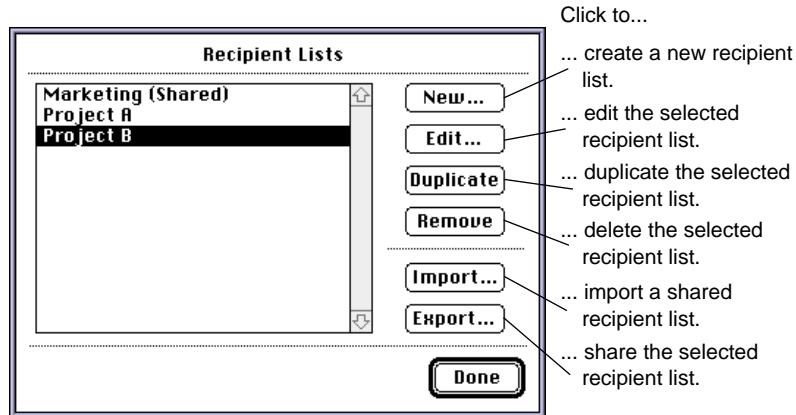 Click to...
Recipient Lists
Marketing (Shared)
Project A
Project B
New...
Edit...
Duplicate
Remove
Import...
Export...
Done
... create a new recipient
list.
... edit the selected
recipient list.
... duplicate the selected
recipient list.
... delete the selected
recipient list.
... import a shared
recipient list.
... share the selected
recipient list.